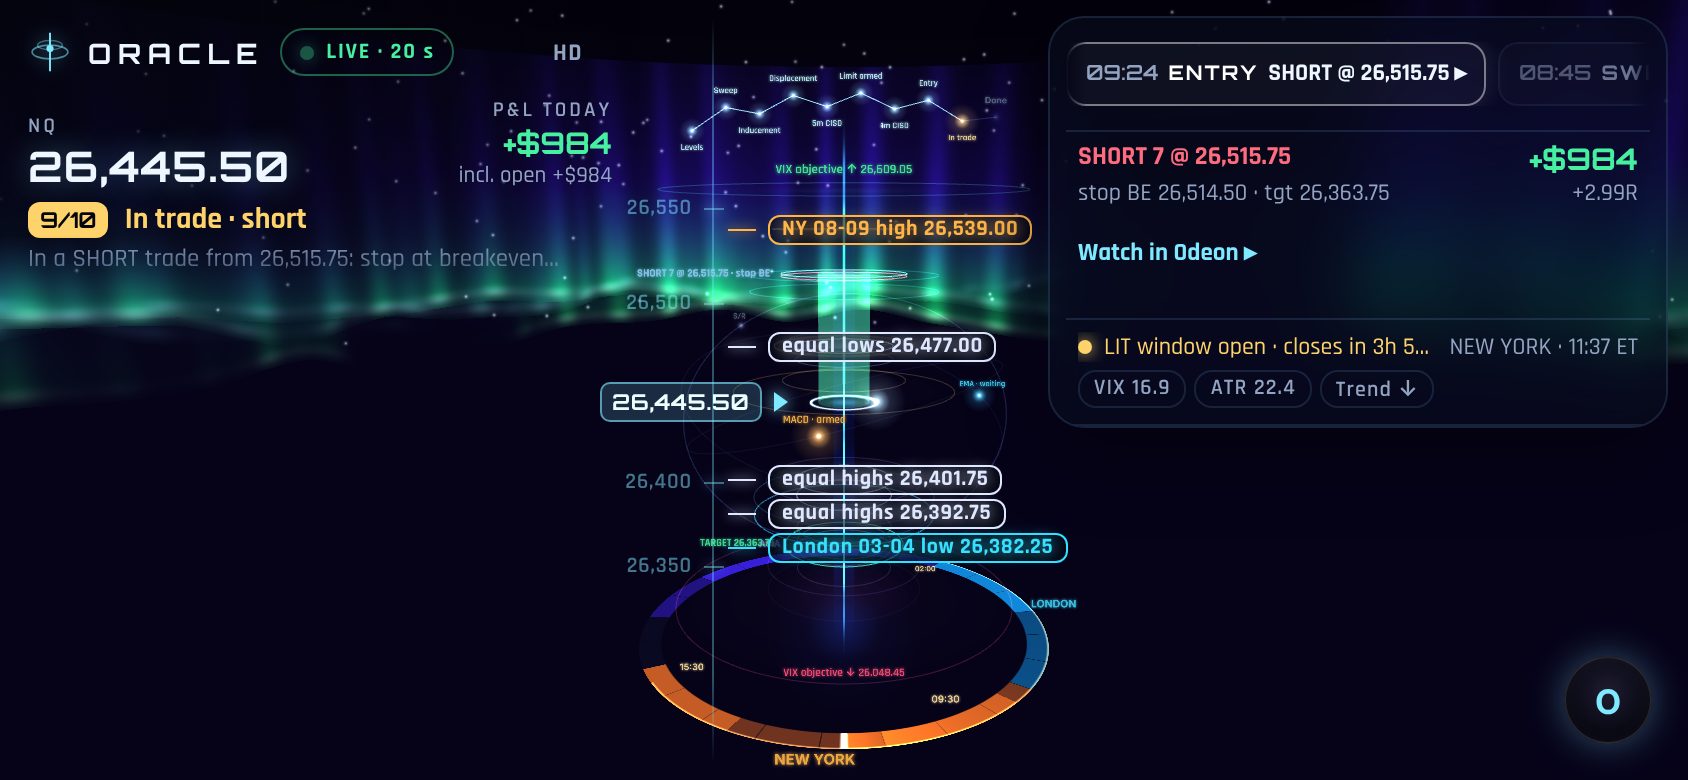 ORACLE
LIVE · 20 s
HD
NQ
26,445.50
P&L TODAY
+$984
incl. open +$984
9/10 In trade · short
In a SHORT trade from 26,515.75: stop at breakeven…
Levels
Sweep
Inducement
Displacement
5m CISD
Limit armed
1m CISD
Entry
In trade
Done
VIX objective ↑ 26,609.05
26,550
NY 08-09 high 26,539.00
SHORT 7 @ 26,515.75 · stop BE*
26,500
S/R
equal lows 26,477.00
26,445.50
EMA · waiting
MACD · armed
26,400
equal highs 26,401.75
equal highs 26,392.75
TARGET 26,363.7
London 03-04 low 26,382.25
26,350
02:00
LONDON
15:30
VIX objective ↓ 26,048.45
09:30
NEW YORK
09:24 ENTRY SHORT @ 26,515.75 ▶
08:45 SW
SHORT 7 @ 26,515.75
+$984
stop BE 26,514.50 · tgt 26,363.75
+2.99R
Watch in Odeon ▶
LIT window open · closes in 3h 5… NEW YORK · 11:37 ET
VIX 16.9
ATR 22.4
Trend ↓
O